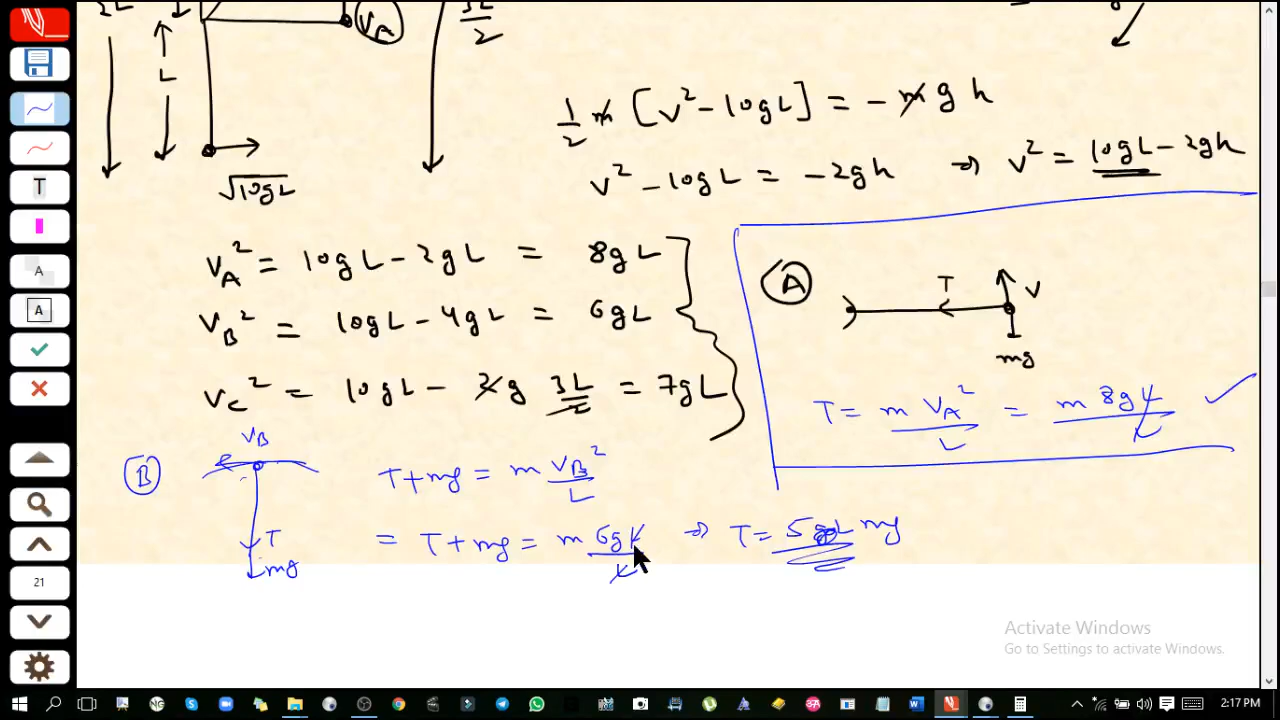 2L
L
V_A
3L/2
√10gL
1/2 m [v² - 10gL] = - m g h
v² - 10gL = - 2gh ⇒ v² = 10gL - 2gh
V_A² = 10gL - 2gL = 8gL
V_B² = 10gL - 4gL = 6gL
V_C² = 10gL - 2g 3L/2 = 7gL
A
T
V
mg
T = m V_A²/L = m 8gL/L
B
V_B
T
mg
T + mg = m V_B²/L
= T + mg = m 6gL/L ⇒ T = 5 mg
T
A
A
21
Activate Windows
Go to Settings to activate Windows.
2:17 PM